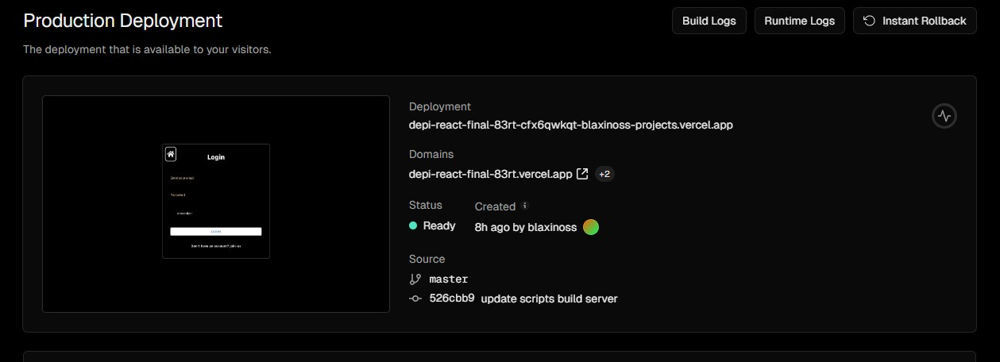 Production Deployment
Build Logs
Runtime Logs
Instant Rollback
The deployment that is available to your visitors.
Login
Enter your email
Password
remember
LOGIN
Don't have an account? join us
Deployment
depi-react-final-83rt-cfx6qwkqt-blaxinoss-projects.vercel.app
Domains
depi-react-final-83rt.vercel.app +2
Status
Created
Ready
8h ago by blaxinoss
Source
master
526cbb9 update scripts build server